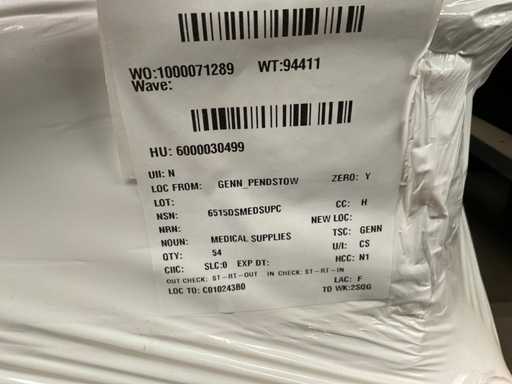 WO:1000071289 WT:94411
Wave:
HU: 6000030499
UII: N
LOC FROM: GENN_PENDSTOW ZERO: Y
LOT: CC: H
NSN: 6515DSMEDSUPC NEW LOC:
NRN: TSC: GENN
NOUN: MEDICAL SUPPLIES U/I: CS
QTY: 54 HCC: N1
CIIC: SLC:0 EXP DT:
OUT CHECK: ST-RT-OUT IN CHECK: ST-RT-IN LAC: F
LOC TO: C010243B0 TO WK:2SQG